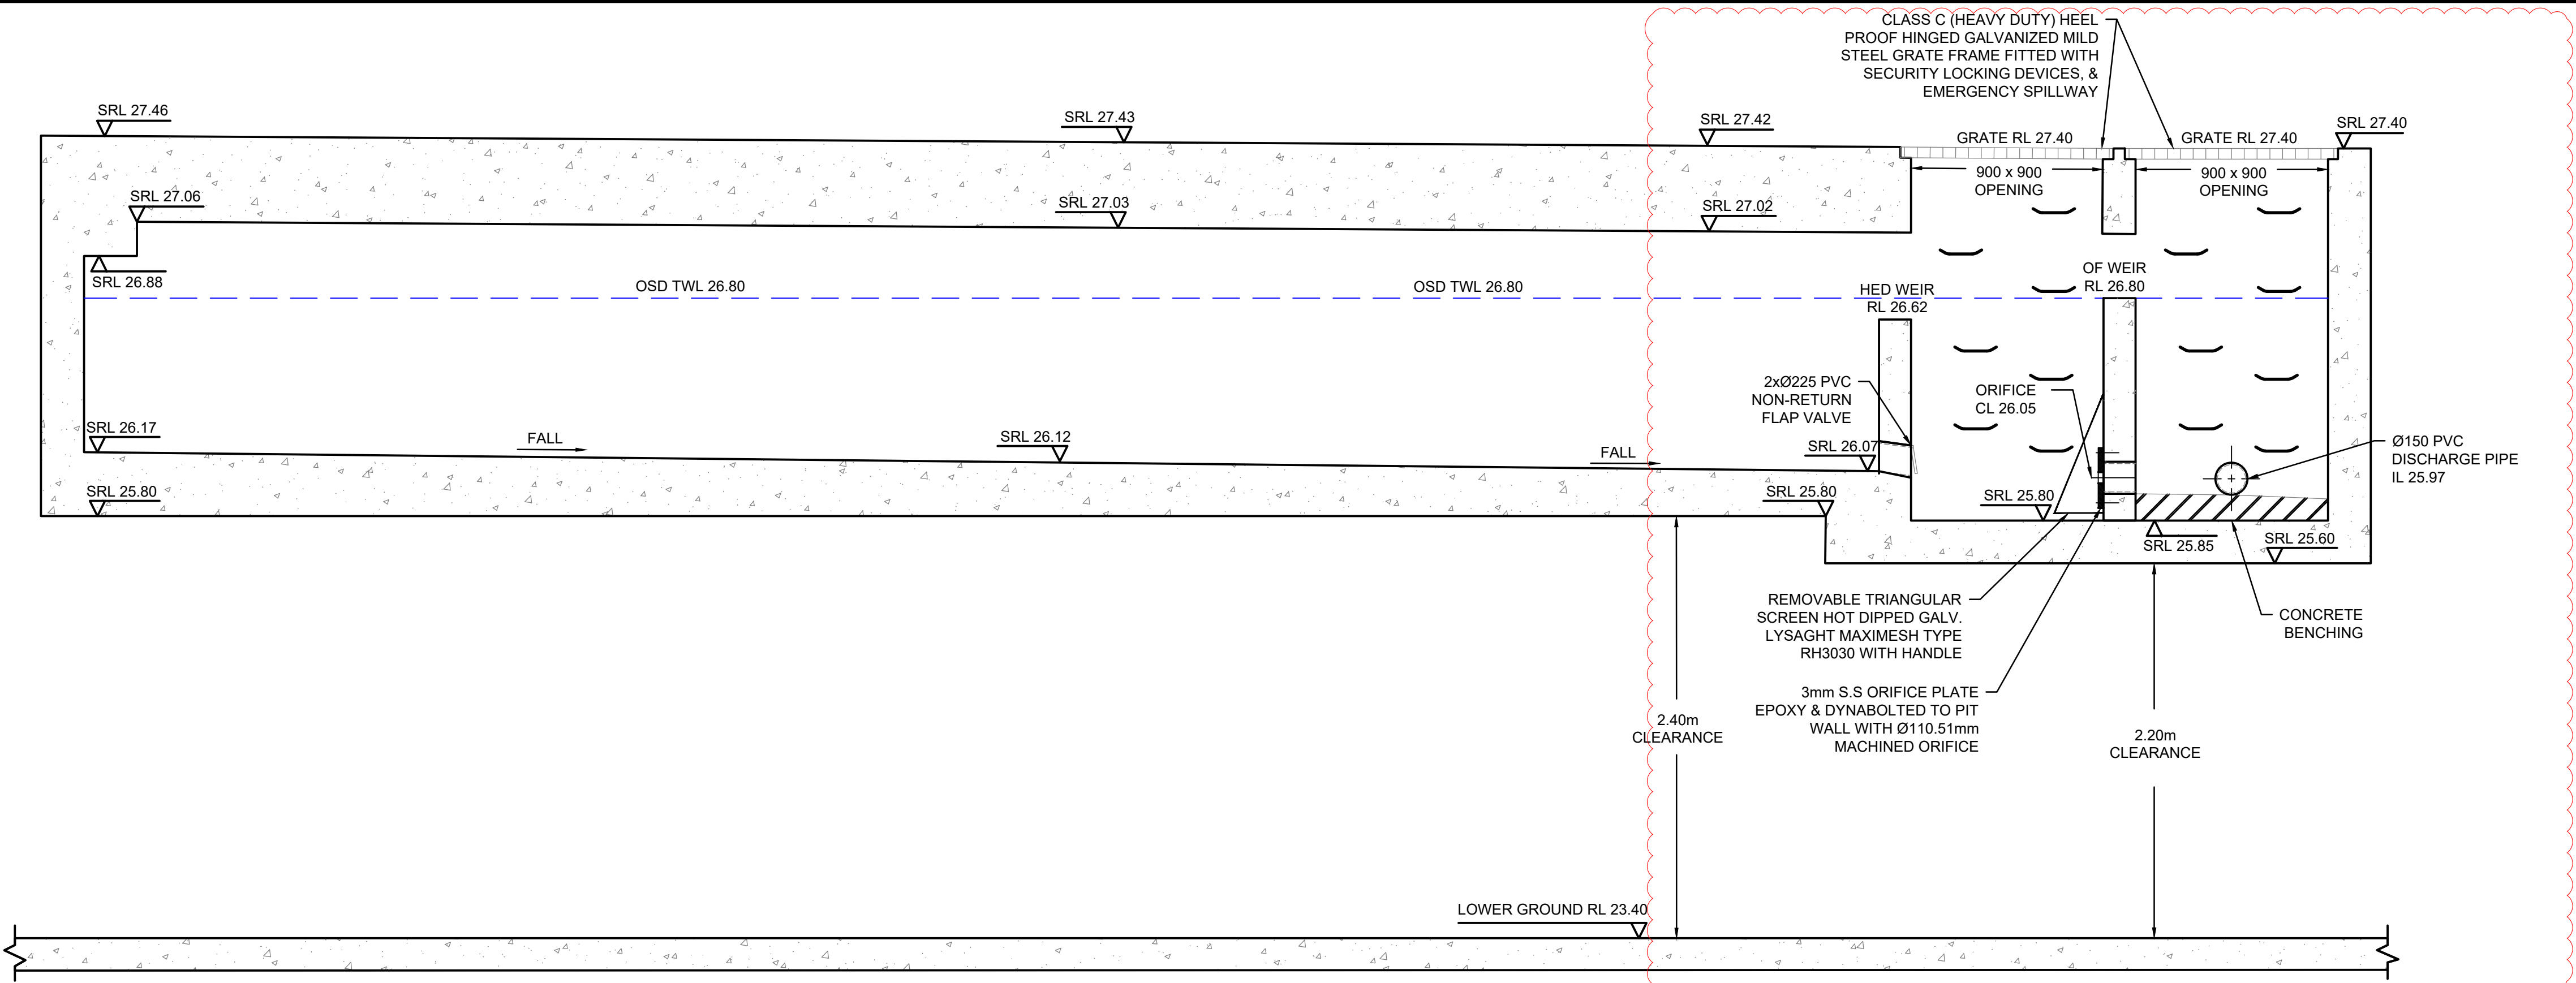 CLASS C (HEAVY DUTY) HEEL
PROOF HINGED GALVANIZED MILD
STEEL GRATE FRAME FITTED WITH
SECURITY LOCKING DEVICES, &
EMERGENCY SPILLWAY
SRL 27.46
SRL 27.43
SRL 27.42
GRATE RL 27.40
GRATE RL 27.40
SRL 27.40
900 x 900
OPENING
900 x 900
OPENING
SRL 27.06
SRL 27.03
SRL 27.02
SRL 26.88
OSD TWL 26.80
OSD TWL 26.80
HED WEIR
RL 26.62
OF WEIR
RL 26.80
2xØ225 PVC
NON-RETURN
FLAP VALVE
ORIFICE
CL 26.05
SRL 26.17
FALL
SRL 26.12
FALL
SRL 26.07
Ø150 PVC
DISCHARGE PIPE
IL 25.97
SRL 25.80
SRL 25.80
SRL 25.80
SRL 25.85
SRL 25.60
REMOVABLE TRIANGULAR
SCREEN HOT DIPPED GALV.
LYSAGHT MAXIMESH TYPE
RH3030 WITH HANDLE
CONCRETE
BENCHING
3mm S.S ORIFICE PLATE
EPOXY & DYNABOLTED TO PIT
WALL WITH Ø110.51mm
MACHINED ORIFICE
2.40m
CLEARANCE
2.20m
CLEARANCE
LOWER GROUND RL 23.40